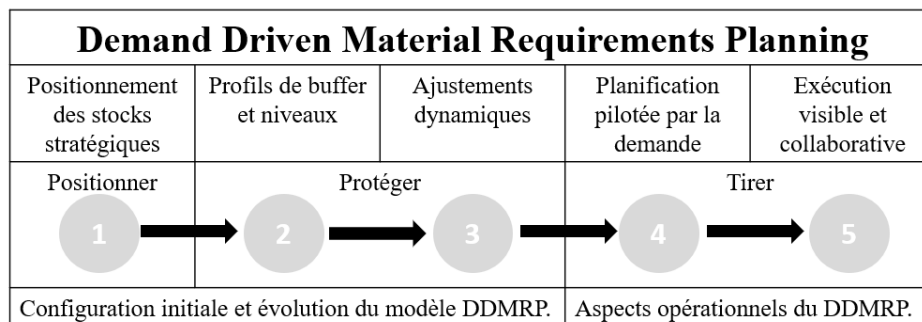 Demand Driven Material Requirements Planning
Positionnement
des stocks
stratégiques
Profils de buffer
et niveaux
Ajustements
dynamiques
Planification
pilotée par la
demande
Exécution
visible et
collaborative
Positionner
Protéger
Tirer
1
2
3
4
5
Configuration initiale et évolution du modèle DDMRP.
Aspects opérationnels du DDMRP.